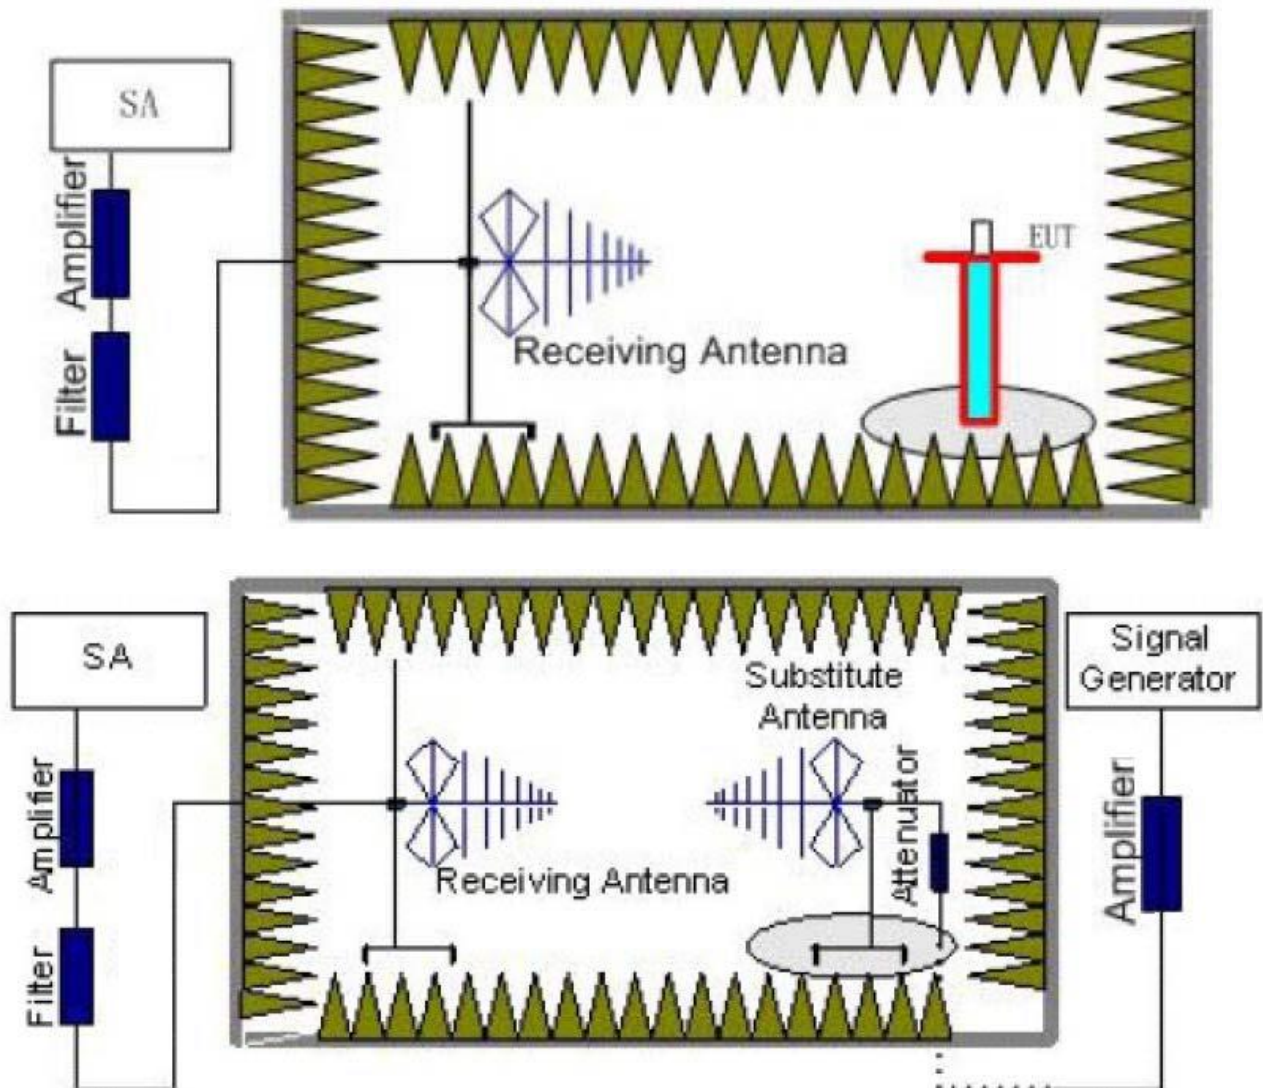 SA
Amplifier
Filter
EUT
Receiving Antenna
SA
Amplifier
Filter
Receiving Antenna
Substitute
Antenna
Attenuator
Signal
Generator
Amplifier